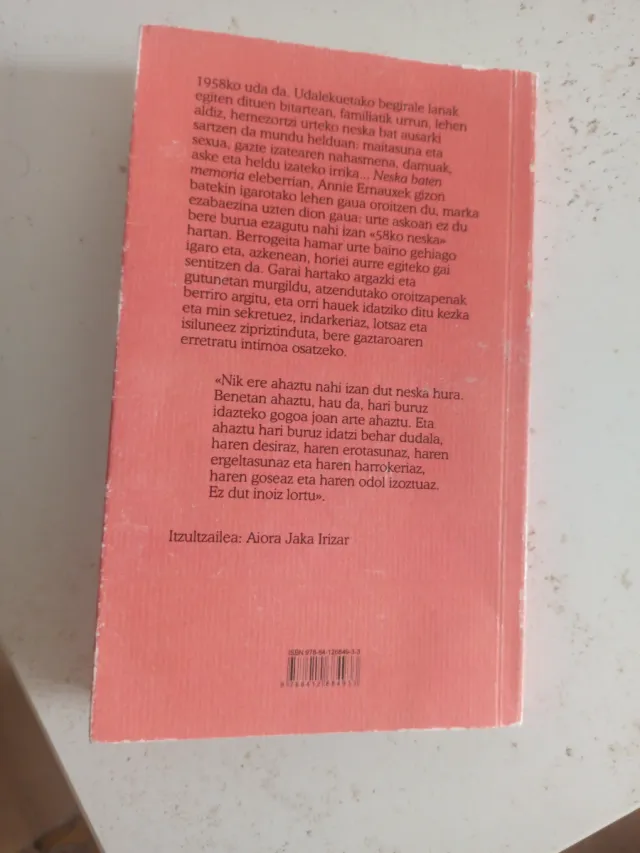 1958ko uda da. Udalekuetako begirale lanak
egiten dituen bitartean, familiatik urrun, lehen
aldiz, hemezortzi urteko neska bat ausarki
sartzen da mundu helduan: maitasuna eta
sexua, gazte izatearen nahasmena, damuak,
aske eta heldu izateko irrika... Neska baten
memoria eleberrian, Annie Ernauxek gizon
batekin igarotako lehen gaua oroitzen du, marka
ezabaezina uzten dion gaua: urte askoan ez du
bere burua ezagutu nahi izan «58ko neska»
hartan. Berrogeita hamar urte baino gehiago
igaro eta, azkenean, horiei aurre egiteko gai
sentitzen da. Garai hartako argazki eta
gutunetan murgildu, atzendutako oroitzapenak
berriro argitu, eta orri hauek idatziko ditu kezka
eta min sekretuez, indarkeriaz, lotsaz eta
isiluneez zipriztinduta, bere gaztaroaren
erretratu intimoa osatzeko.
«Nik ere ahaztu nahi izan dut neska hura.
Benetan ahaztu, hau da, hari buruz
idazteko gogoa joan arte ahaztu. Eta
ahaztu hari buruz idatzi behar dudala,
haren desiraz, haren erotasunaz, haren
ergeltasunaz eta haren harrokeriaz,
haren goseaz eta haren odol izoztuaz.
Ez dut inoiz lortu».
Itzultzailea: Aiora Jaka Irizar
ISBN